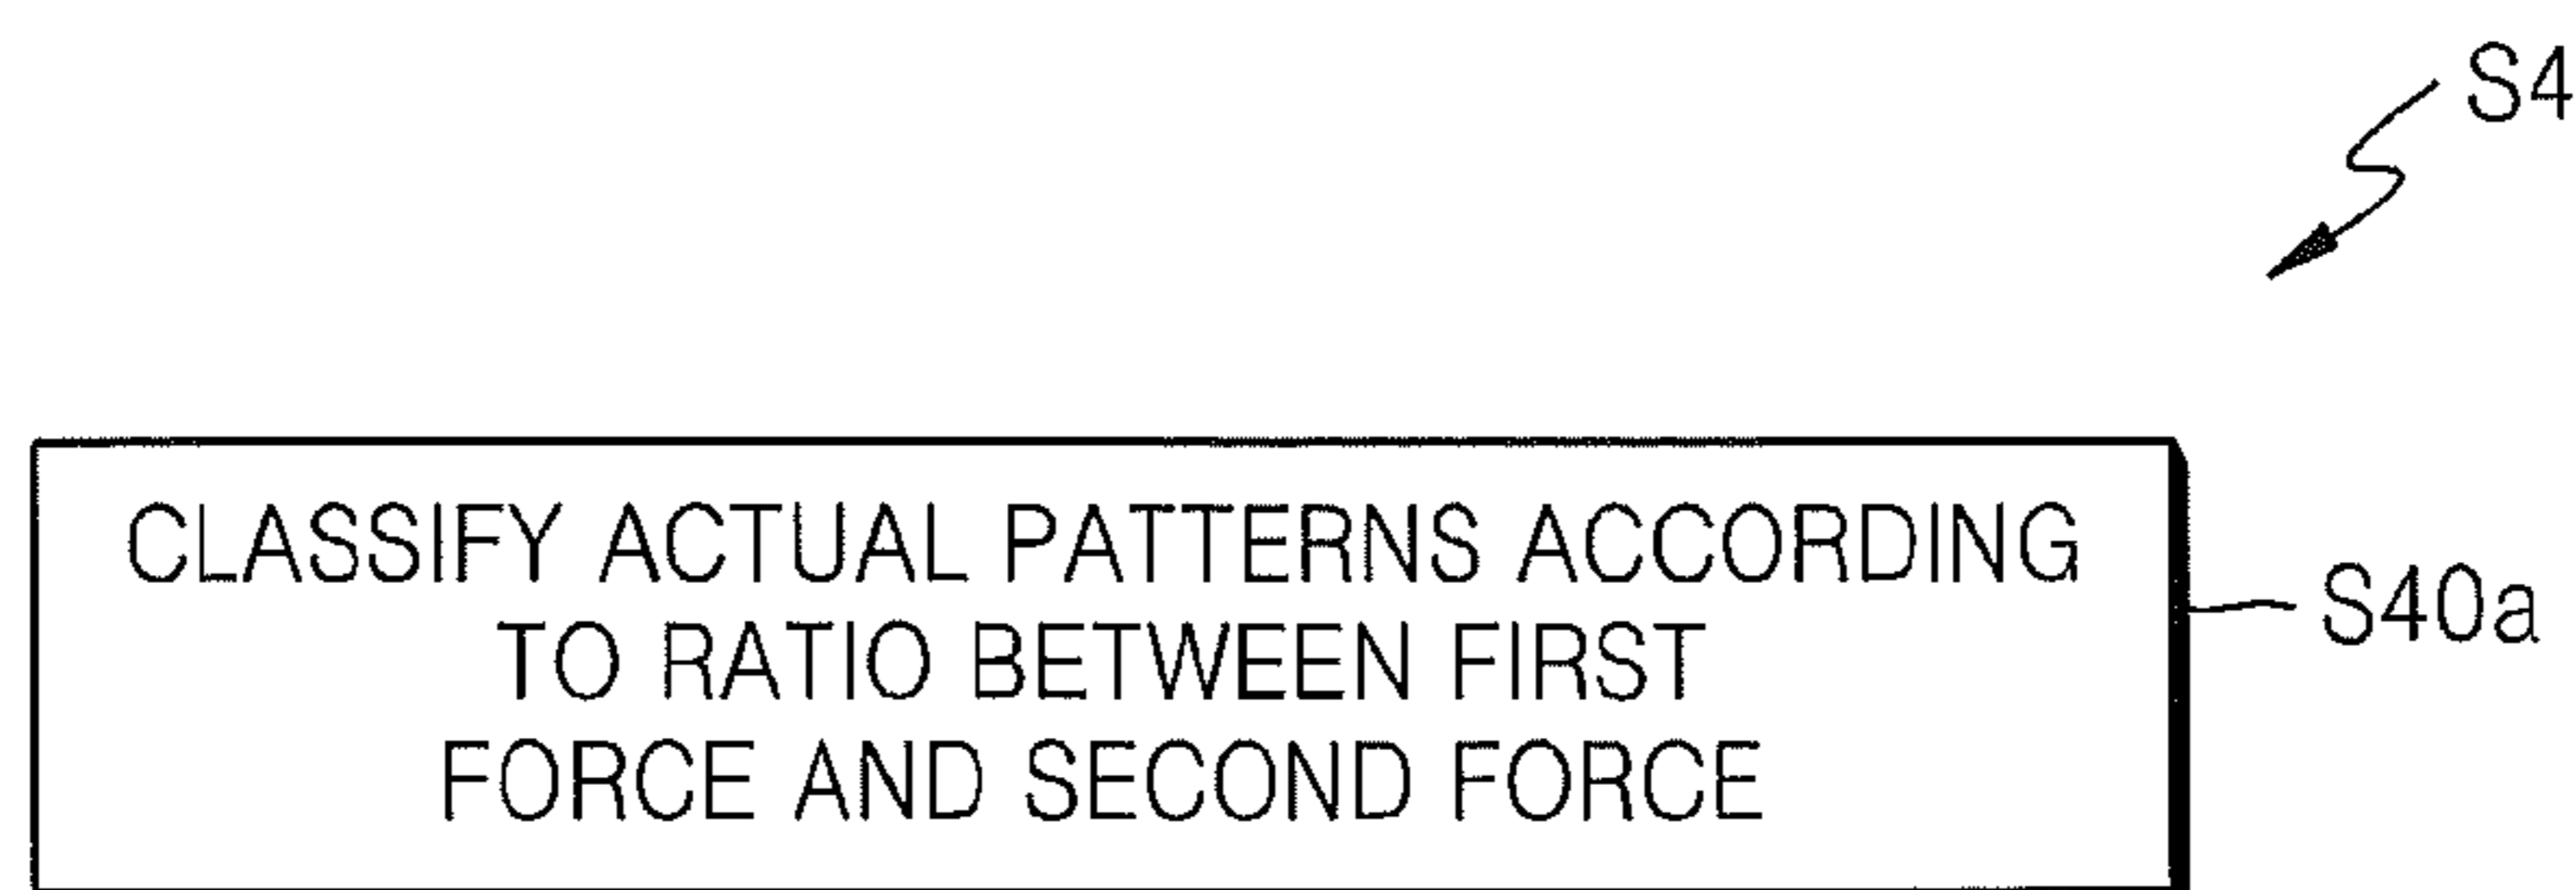 S4
CLASSIFY ACTUAL PATTERNS ACCORDING
TO RATIO BETWEEN FIRST
FORCE AND SECOND FORCE
S40a